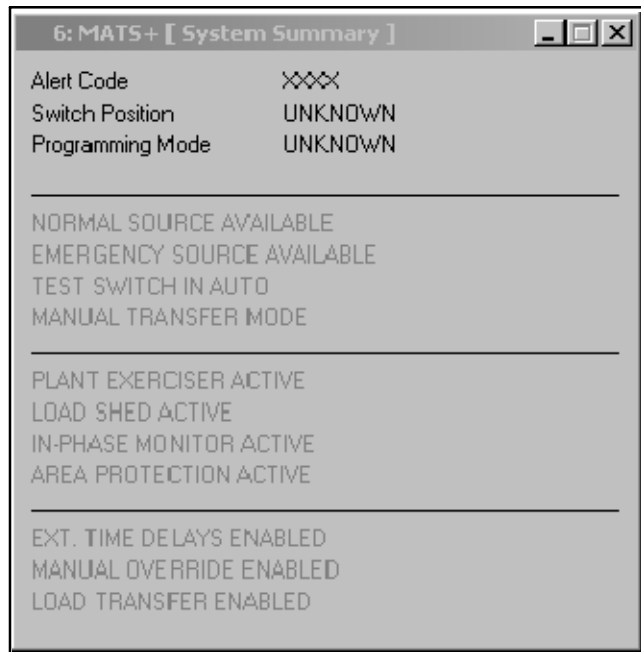 6: MATS+ [ System Summary ]
Alert Code XXXX
Switch Position UNKNOWN
Programming Mode UNKNOWN
NORMAL SOURCE AVAILABLE
EMERGENCY SOURCE AVAILABLE
TEST SWITCH IN AUTO
MANUAL TRANSFER MODE
PLANT EXERCISER ACTIVE
LOAD SHED ACTIVE
IN-PHASE MONITOR ACTIVE
AREA PROTECTION ACTIVE
EXT. TIME DELAYS ENABLED
MANUAL OVERRIDE ENABLED
LOAD TRANSFER ENABLED